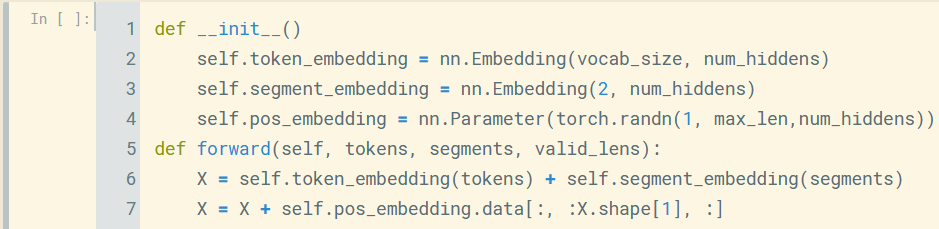 In [ ]:
1 def __init__()
2     self.token_embedding = nn.Embedding(vocab_size, num_hiddens)
3     self.segment_embedding = nn.Embedding(2, num_hiddens)
4     self.pos_embedding = nn.Parameter(torch.randn(1, max_len,num_hiddens))
5 def forward(self, tokens, segments, valid_lens):
6     X = self.token_embedding(tokens) + self.segment_embedding(segments)
7     X = X + self.pos_embedding.data[:, :X.shape[1], :]